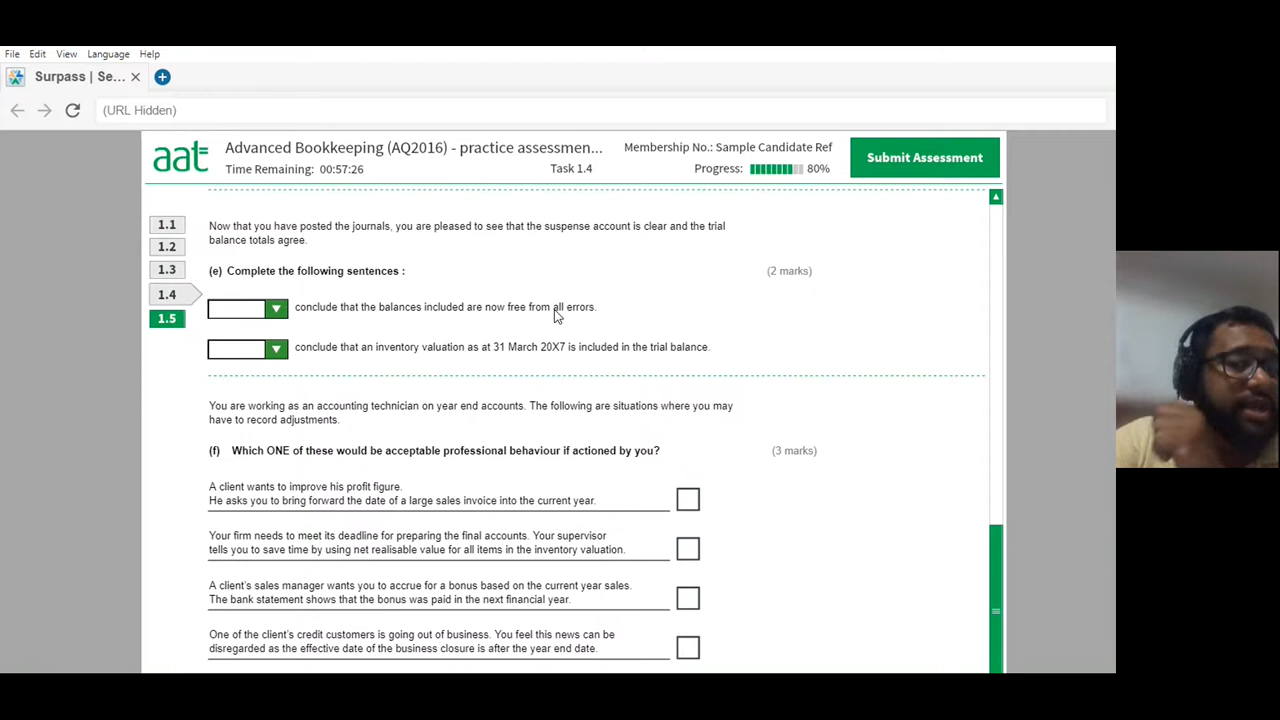 File Edit View Language Help
Surpass | Se...
(URL Hidden)
aat
Advanced Bookkeeping (AQ2016) - practice assessmen...
Membership No.: Sample Candidate Ref
Submit Assessment
Time Remaining: 00:57:26
Task 1.4
Progress: 80%
1.1
1.2
1.3
1.4
1.5
Now that you have posted the journals, you are pleased to see that the suspense account is clear and the trial
balance totals agree.
(e) Complete the following sentences :
(2 marks)
conclude that the balances included are now free from all errors.
conclude that an inventory valuation as at 31 March 20X7 is included in the trial balance.
You are working as an accounting technician on year end accounts. The following are situations where you may
have to record adjustments.
(f) Which ONE of these would be acceptable professional behaviour if actioned by you?
(3 marks)
A client wants to improve his profit figure.
He asks you to bring forward the date of a large sales invoice into the current year.
Your firm needs to meet its deadline for preparing the final accounts. Your supervisor
tells you to save time by using net realisable value for all items in the inventory valuation.
A client's sales manager wants you to accrue for a bonus based on the current year sales.
The bank statement shows that the bonus was paid in the next financial year.
One of the client's credit customers is going out of business. You feel this news can be
disregarded as the effective date of the business closure is after the year end date.